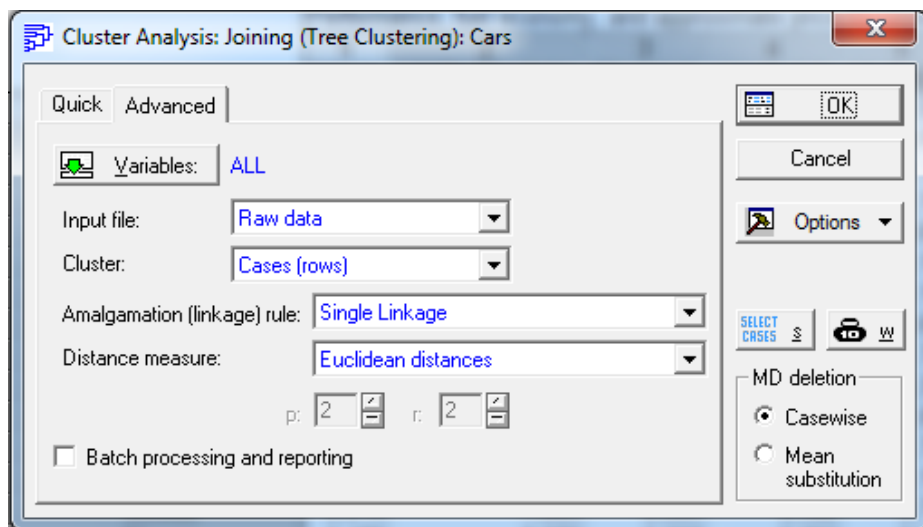 Cluster Analysis: Joining (Tree Clustering): Cars
Quick Advanced
Variables: ALL
Input file: Raw data
Cluster: Cases (rows)
Amalgamation (linkage) rule: Single Linkage
Distance measure: Euclidean distances
p: 2 r: 2
Batch processing and reporting
OK
Cancel
Options
SELECT
CASES S
10 W
MD deletion
Casewise
Mean
substitution